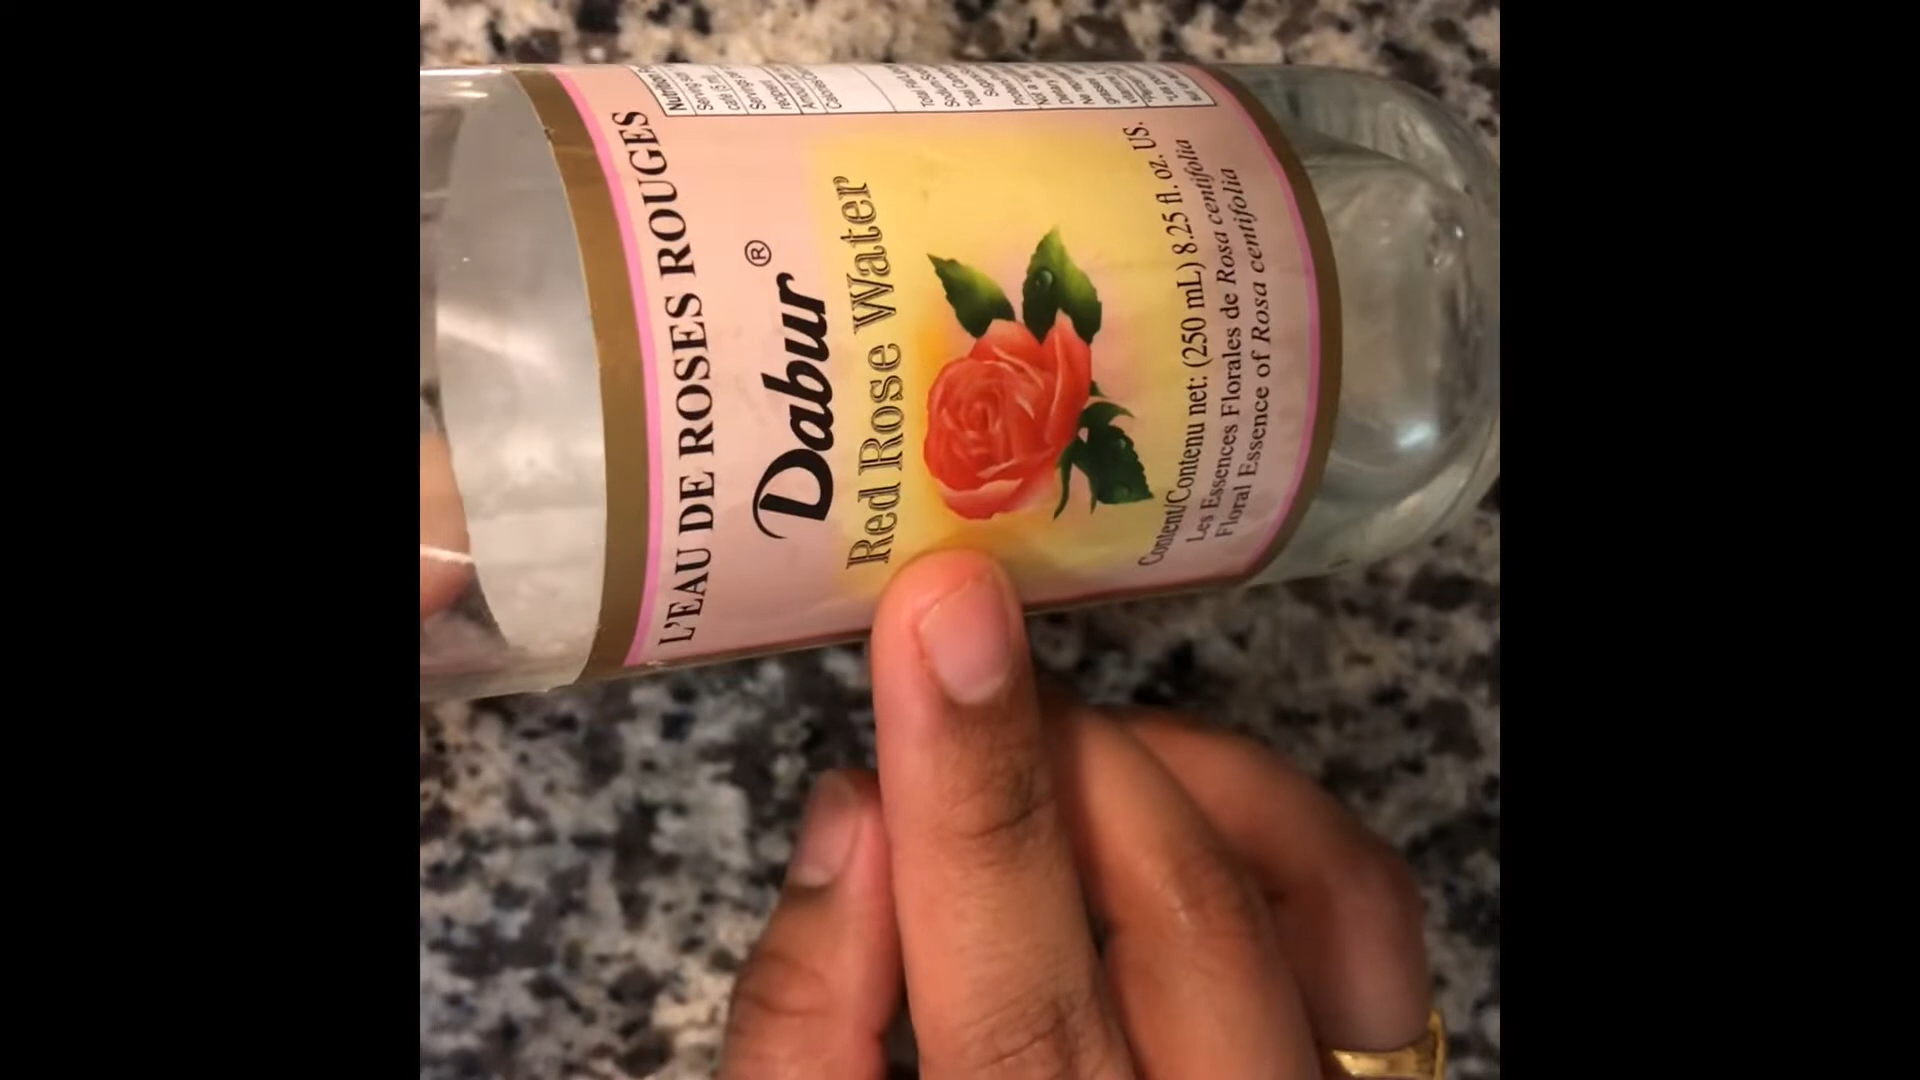 L'EAU DE ROSES ROUGES
Dabur®
Red Rose Water
Content/Contenu net: (250 mL) 8.25 fl. oz. US.
Les Essences Florales de Rosa centifolia
Floral Essence of Rosa centifolia